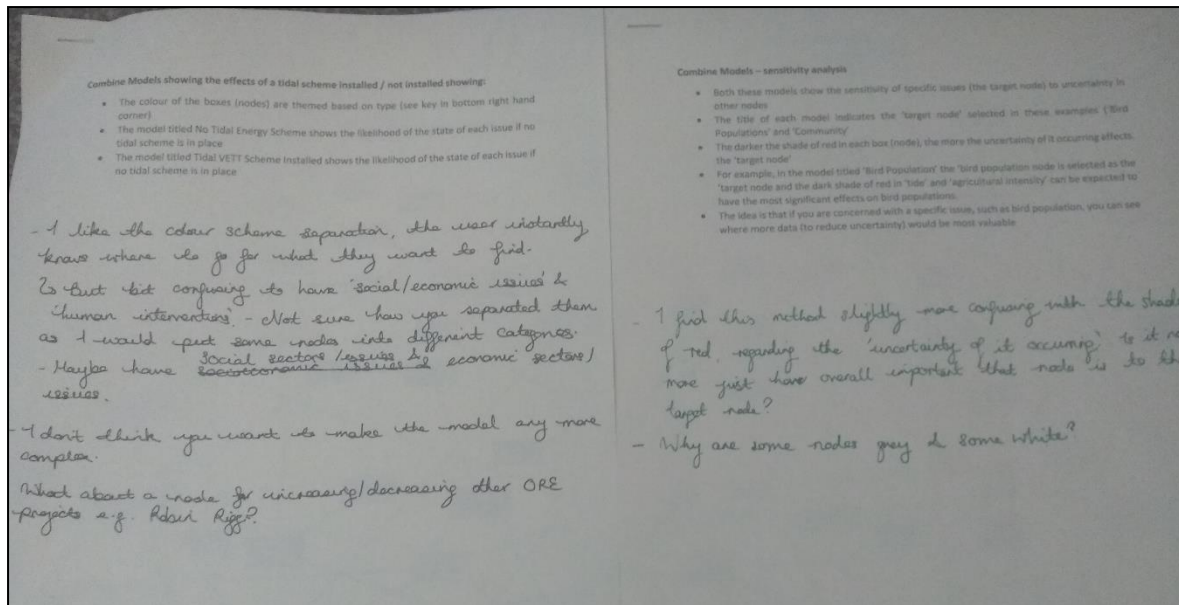 Combine Models showing the effects of a tidal scheme installed / not installed showing:
• The colour of the boxes (nodes) are themed based on type (see key in bottom right hand
corner)
• The model titled No Tidal Energy Scheme shows the likelihood of the state of each issue if no
tidal scheme is in place
• The model titled Tidal VETT Scheme Installed shows the likelihood of the state of each issue if
no tidal scheme is in place
- I like the colour scheme separation, the user instantly
knows where to go for what they want to find.
↳ But bit confusing to have 'social/economic issues' &
'human interventions'. - Not sure how you separated them
as I would put some nodes into different categories.
- Maybe have social sectors/issues & economic sectors/
issues.
- I don't think you want to make the model any more
complex.
What about a node for increasing/decreasing other ORE
projects e.g. Robin Rigg?
Combine Models – sensitivity analysis
• Both these models show the sensitivity of specific issues (the target node) to uncertainty in
other nodes
• The title of each model indicates the 'target node' selected in these examples ('Bird
Populations' and 'Community'
• The darker the shade of red in each box (node), the more the uncertainty of it occurring affects
the 'target node'
• For example, in the model titled 'Bird Population' the 'bird population node is selected as the
'target node and the dark shade of red in 'tide' and 'agricultural intensity' can be expected to
have the most significant effects on bird populations.
• The idea is that if you are concerned with a specific issue, such as bird population, you can see
where more data (to reduce uncertainty) would be most valuable
- I find this method slightly more confusing with the shade
of red, regarding the 'uncertainty of it occurring' is it
more just how overall important that node is to
target node?
- Why are some nodes grey & some white?